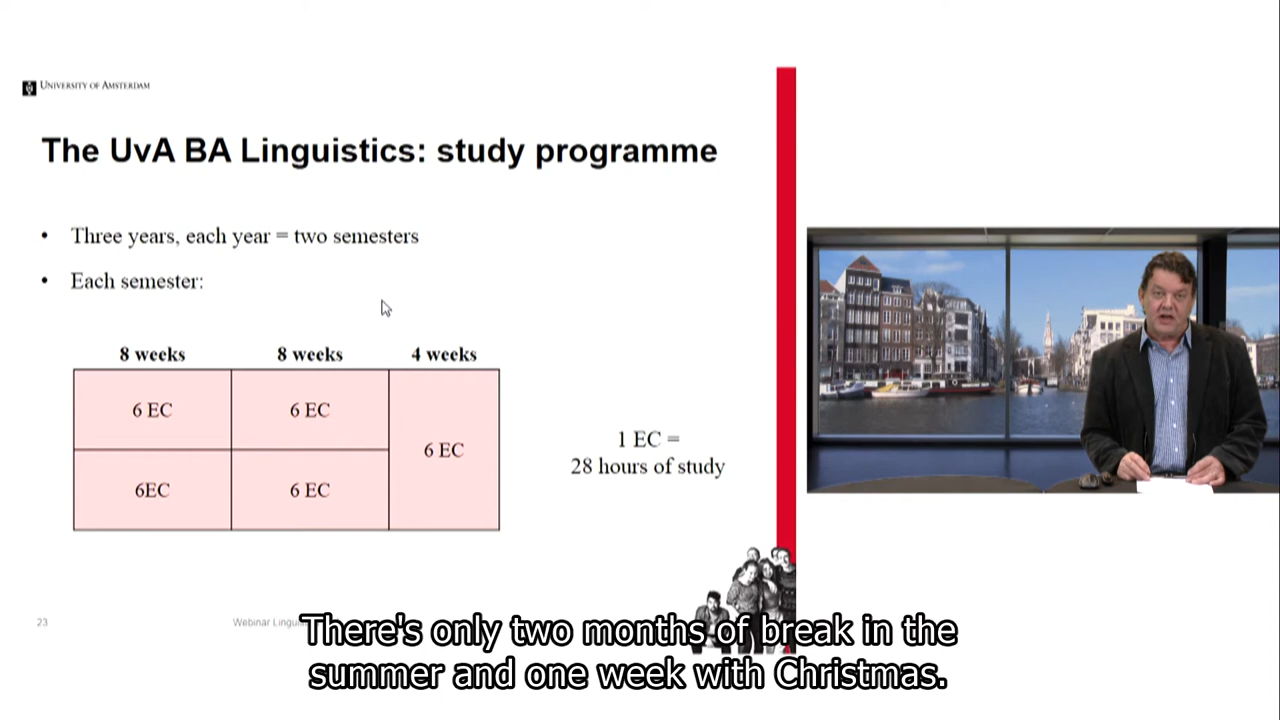 UNIVERSITY OF AMSTERDAM
The UvA BA Linguistics: study programme
• Three years, each year = two semesters
• Each semester:
8 weeks 8 weeks 4 weeks
6 EC 6 EC
6 EC
6EC 6 EC
1 EC =
28 hours of study
23 Webinar
There's only two months of break in the
summer and one week with Christmas.